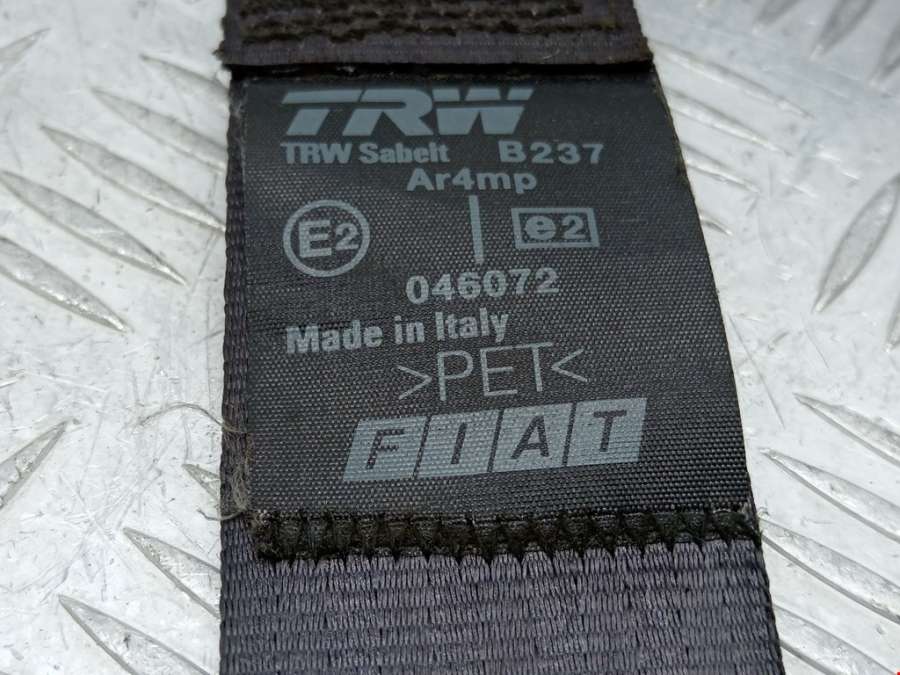 TRW
TRW Sabelt B237
Ar4mp
E2 e2
046072
Made in Italy
>PET<
FIAT